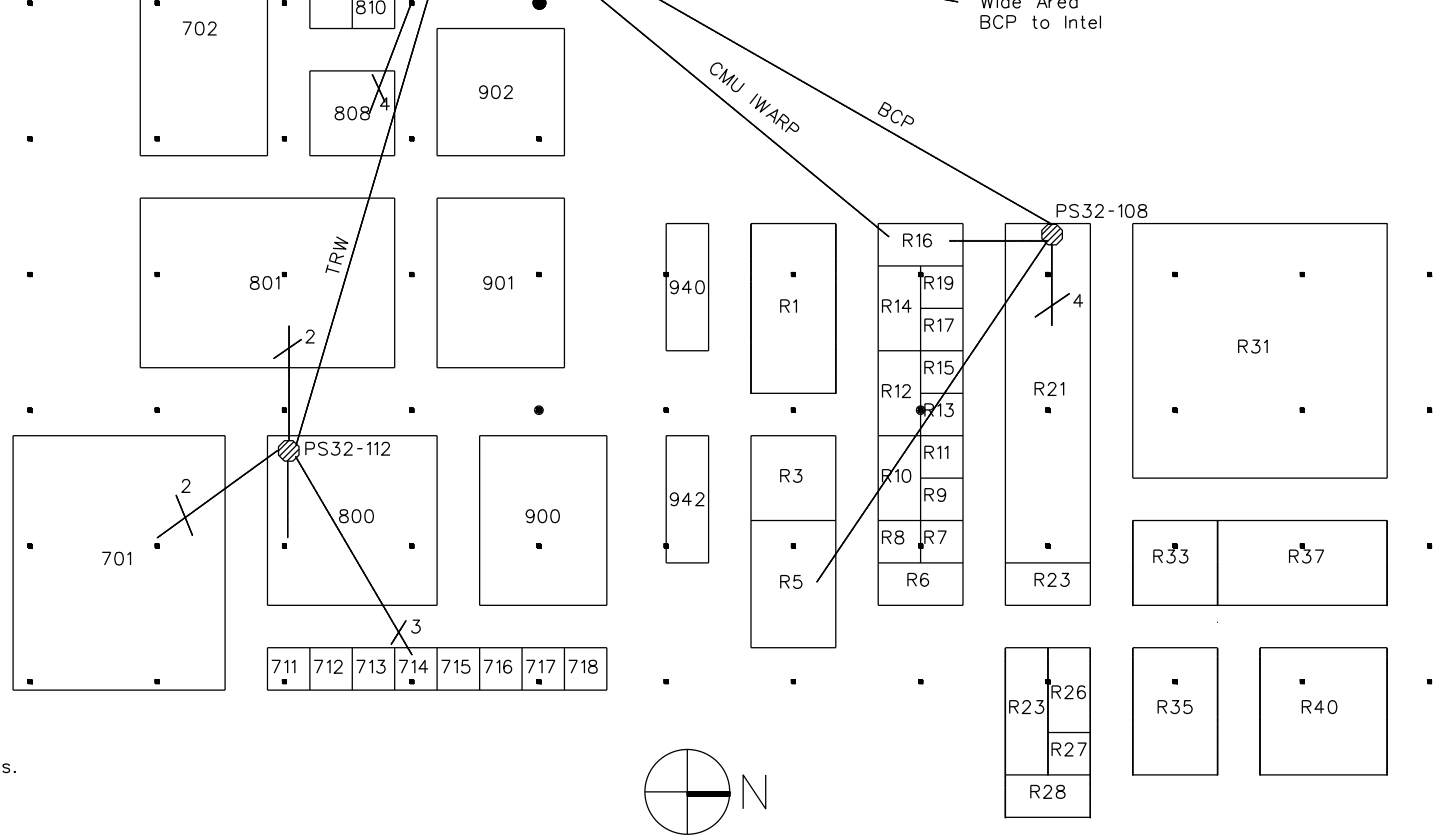 810
Wide Area
BCP to Intel
702
902
808
4
CMU IWARP
BCP
PS32-108
TRW
R16
801
901
940
R1
R14
R19
R17
4
2
R31
R12
R15
R13
R21
PS32-112
2
R3
R10
R11
R9
942
800
900
701
R8
R7
R5
R6
R23
R33
R37
3
711
712
713
714
715
716
717
718
R23
R26
R35
R40
R27
s.
N
R28